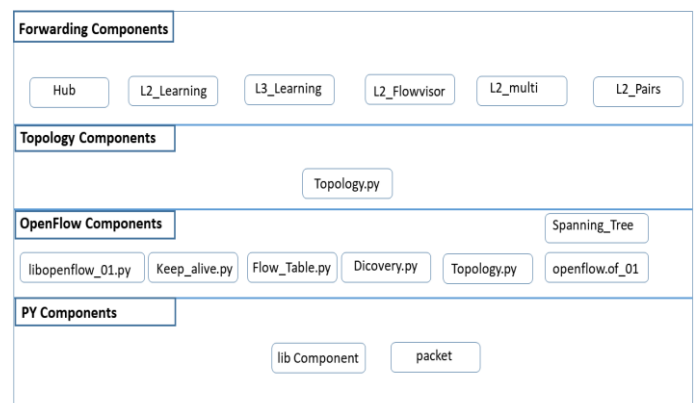 Forwarding Components
Hub
L2_Learning
L3_Learning
L2_Flowvisor
L2_multi
L2_Pairs
Topology Components
Topology.py
OpenFlow Components
Spanning_Tree
libopenflow_01.py
Keep_alive.py
Flow_Table.py
Dicovery.py
Topology.py
openflow.of_01
PY Components
lib Component
packet